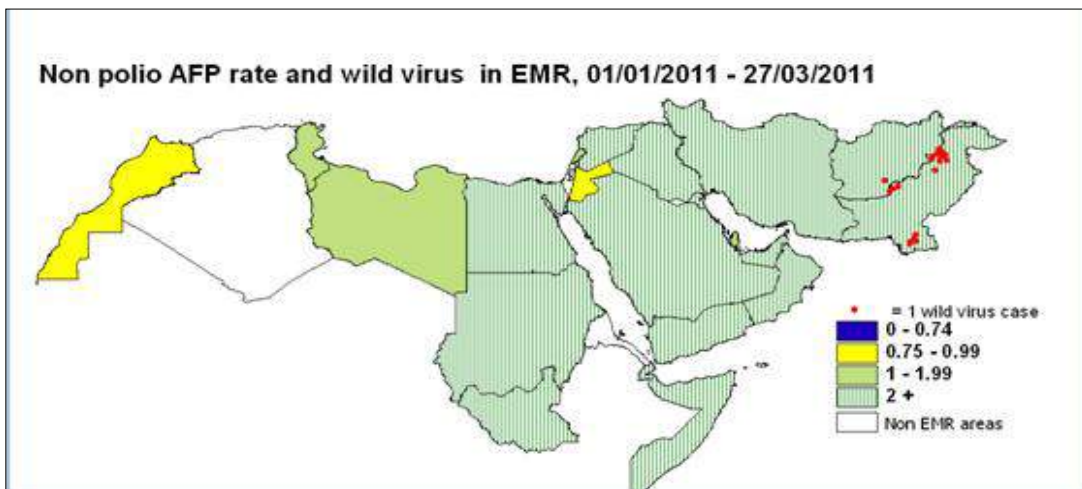 Non polio AFP rate and wild virus in EMR, 01/01/2011 - 27/03/2011
= 1 wild virus case
0 - 0.74
0.75 - 0.99
1 - 1.99
2 +
Non EMR areas